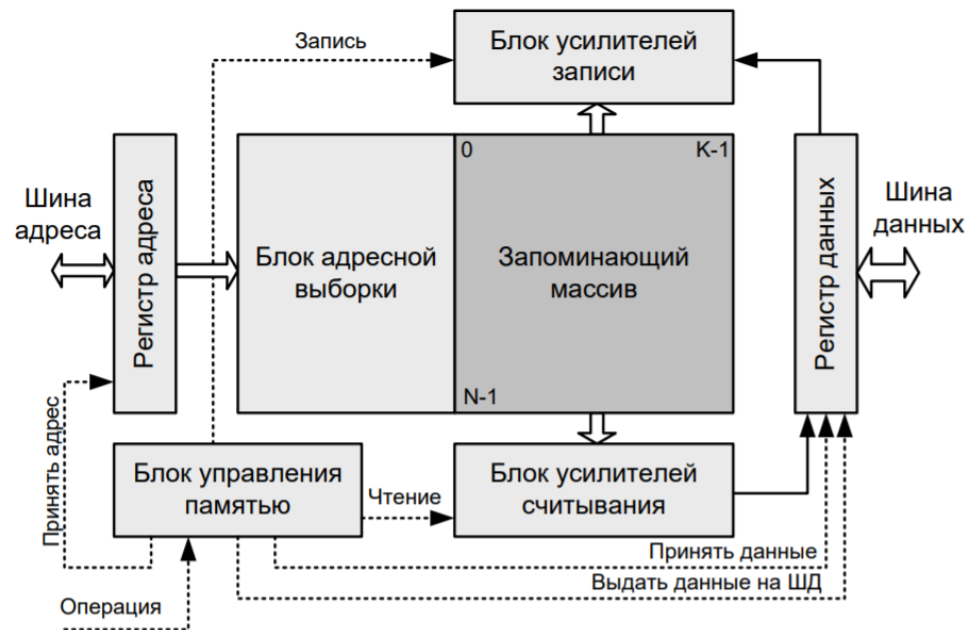 Запись
Блок усилителей
записи
0
K-1
Шина
адреса
Регистр адреса
Блок адресной
выборки
Запоминающий
массив
Регистр данных
Шина
данных
N-1
Принять адрес
Блок управления
памятью
Чтение
Блок усилителей
считывания
Принять данные
Выдать данные на ШД
Операция